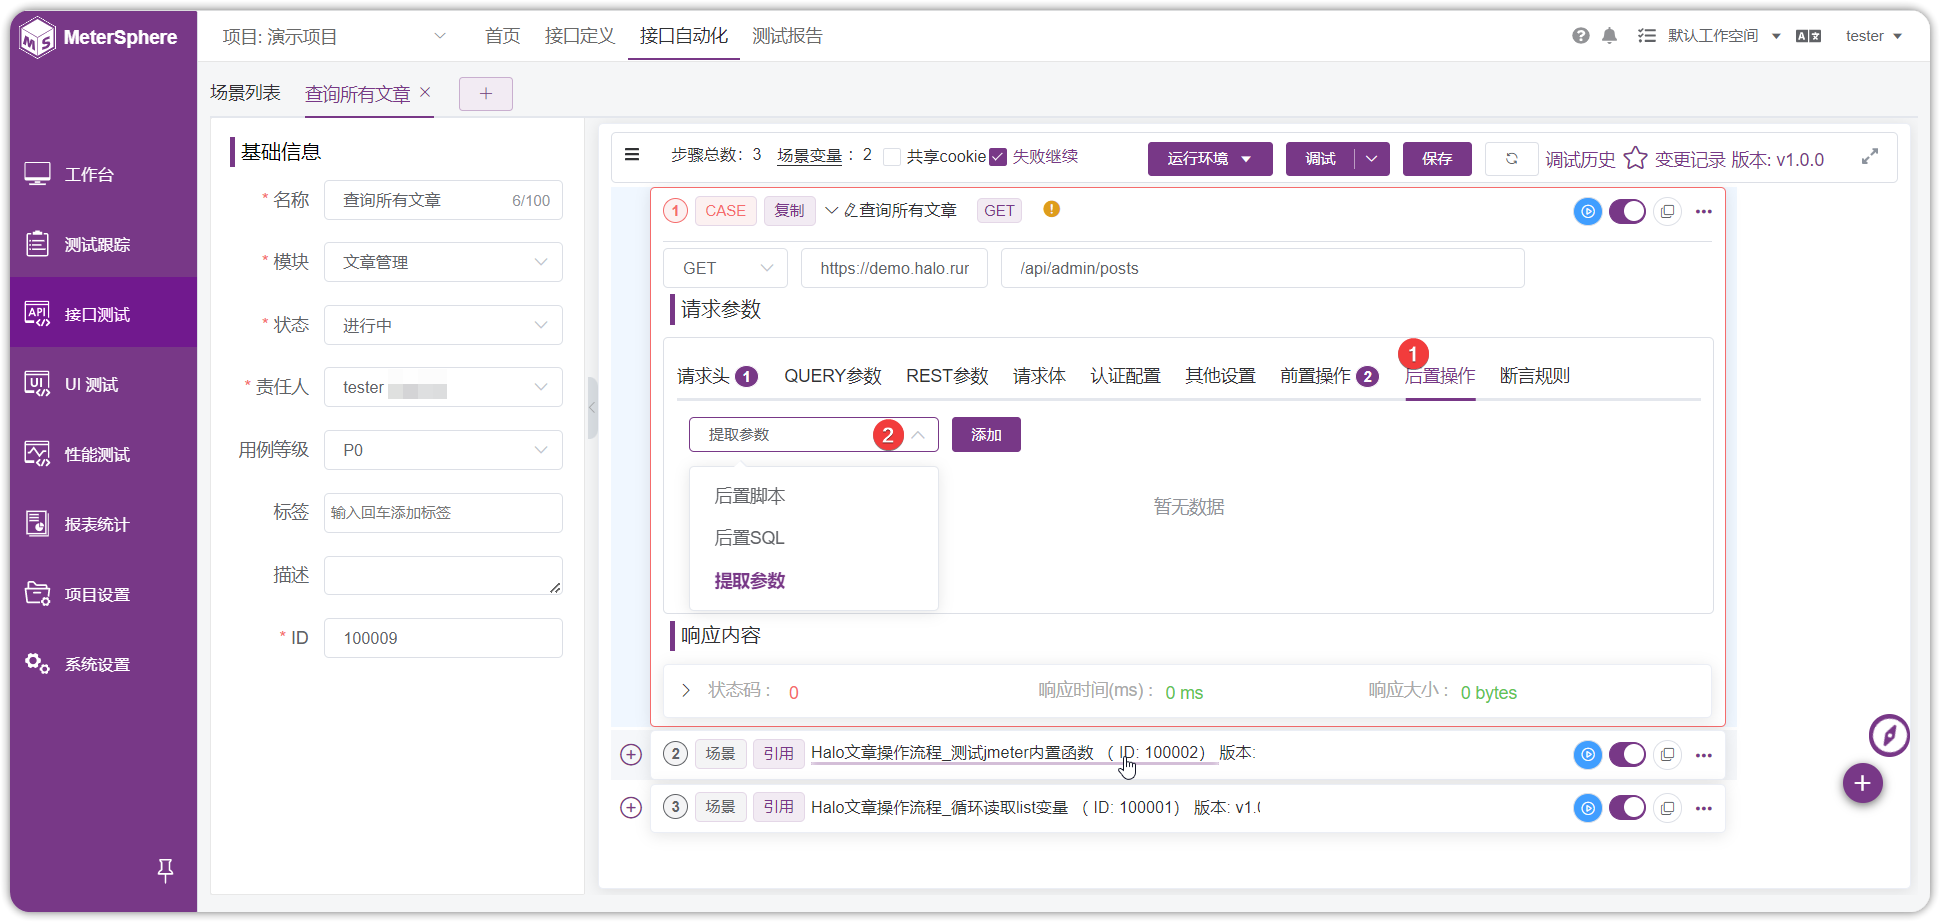 MeterSphere
项目: 演示项目
首页
接口定义
接口自动化
测试报告
默认工作空间
tester
工作台
测试跟踪
API
接口测试
UI
UI 测试
性能测试
报表统计
项目设置
系统设置
场景列表
查询所有文章
+
基础信息
* 名称
查询所有文章
6/100
* 模块
文章管理
* 状态
进行中
* 责任人
tester
用例等级
P0
标签
输入回车添加标签
描述
* ID
100009
步骤总数: 3
场景变量 : 2
共享cookie
失败继续
运行环境
调试
保存
调试历史
变更记录
版本: v1.0.0
1
CASE
复制
查询所有文章
GET
GET
https://demo.halo.rur
/api/admin/posts
请求参数
请求头 1
QUERY参数
REST参数
请求体
认证配置
其他设置
前置操作 2
1
后置操作
断言规则
提取参数
2
添加
后置脚本
后置SQL
提取参数
暂无数据
响应内容
状态码 :
0
响应时间(ms) :
0 ms
响应大小 :
0 bytes
2
场景
引用
Halo文章操作流程_测试jmeter内置函数 （ ID: 100002） 版本:
3
场景
引用
Halo文章操作流程_循环读取list变量 （ ID: 100001） 版本: v1.